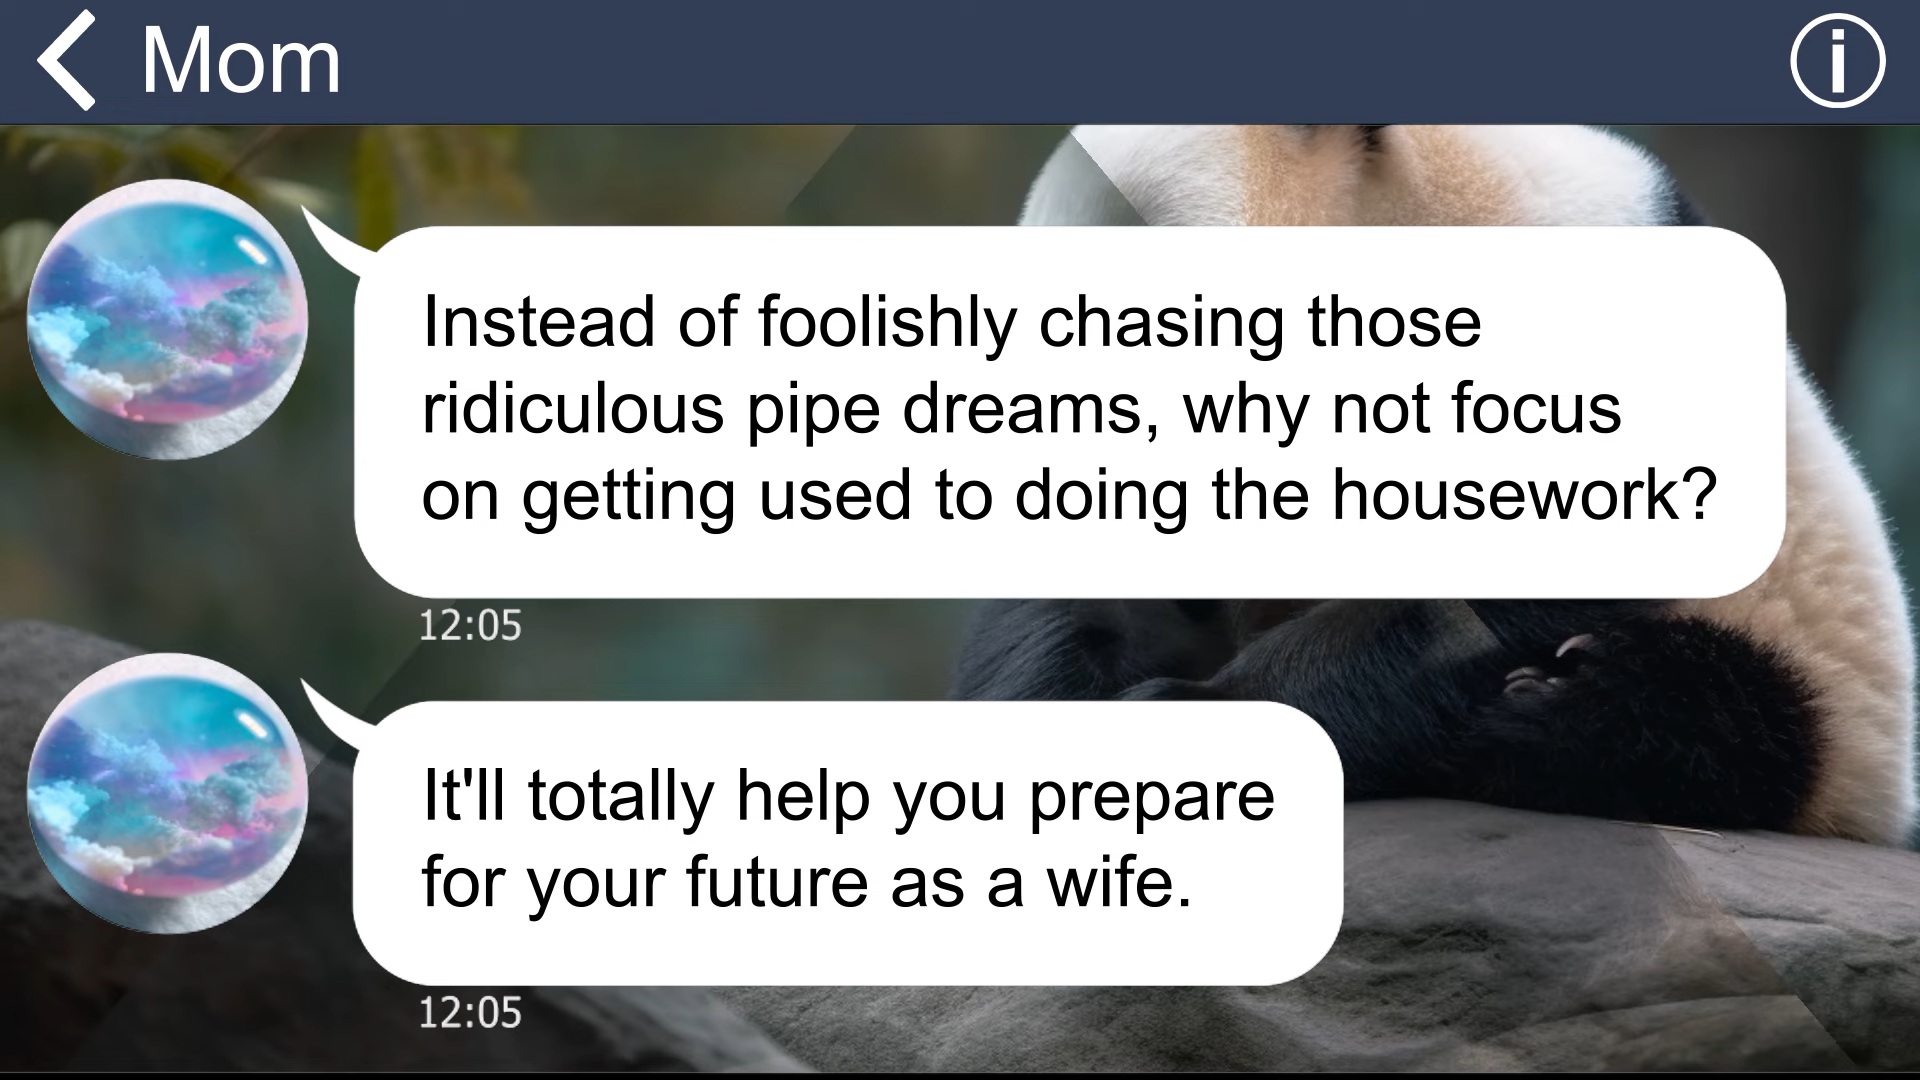 Mom
Instead of foolishly chasing those
ridiculous pipe dreams, why not focus
on getting used to doing the housework?
12:05
It'll totally help you prepare
for your future as a wife.
12:05